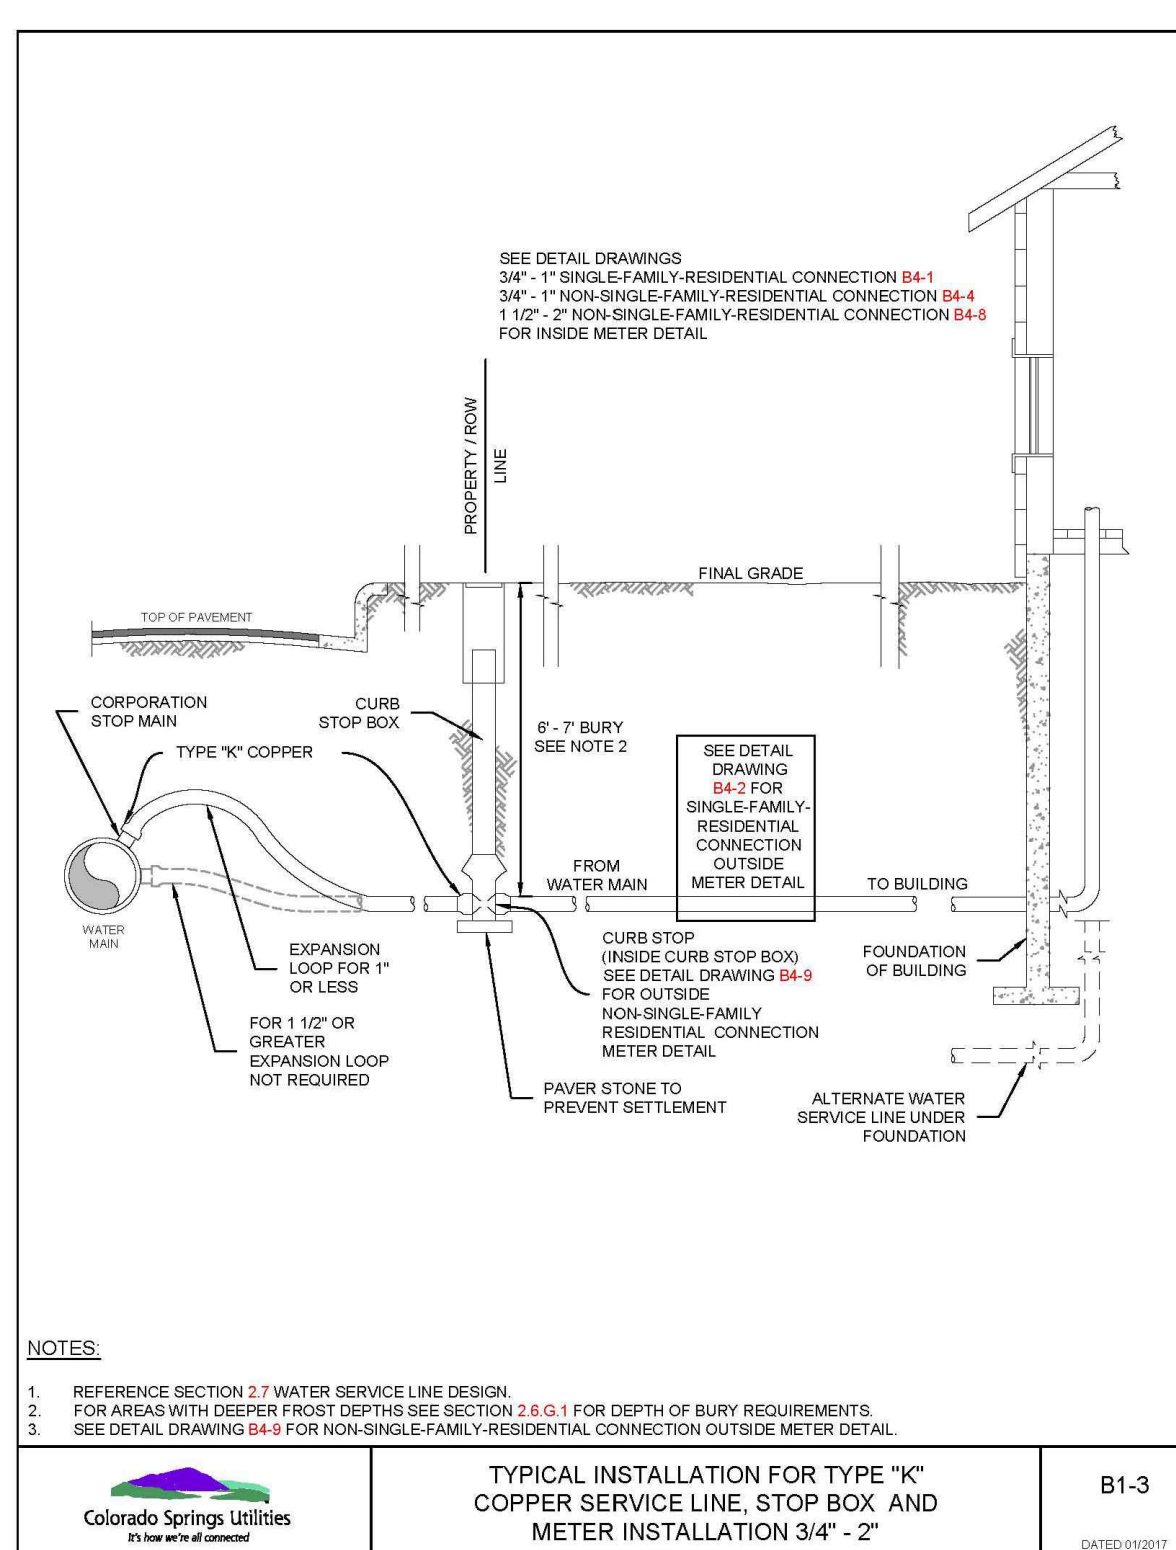 SEE DETAIL DRAWINGS
3/4" - 1" SINGLE-FAMILY-RESIDENTIAL CONNECTION B4-1
3/4" - 1" NON-SINGLE-FAMILY-RESIDENTIAL CONNECTION B4-4
1 1/2" - 2" NON-SINGLE-FAMILY-RESIDENTIAL CONNECTION B4-8
FOR INSIDE METER DETAIL
PROPERTY / ROW
LINE
FINAL GRADE
TOP OF PAVEMENT
CORPORATION
STOP MAIN
CURB
STOP BOX
TYPE "K" COPPER
6' - 7' BURY
SEE NOTE 2
SEE DETAIL
DRAWING
B4-2 FOR
SINGLE-FAMILY-
RESIDENTIAL
CONNECTION
OUTSIDE
METER DETAIL
FROM
WATER MAIN
TO BUILDING
WATER
MAIN
EXPANSION
LOOP FOR 1"
OR LESS
FOR 1 1/2" OR
GREATER
EXPANSION LOOP
NOT REQUIRED
CURB STOP
(INSIDE CURB STOP BOX)
SEE DETAIL DRAWING B4-9
FOR OUTSIDE
NON-SINGLE-FAMILY
RESIDENTIAL CONNECTION
METER DETAIL
FOUNDATION
OF BUILDING
PAVER STONE TO
PREVENT SETTLEMENT
ALTERNATE WATER
SERVICE LINE UNDER
FOUNDATION
NOTES:
1. REFERENCE SECTION 2.7 WATER SERVICE LINE DESIGN.
2. FOR AREAS WITH DEEPER FROST DEPTHS SEE SECTION 2.6.G.1 FOR DEPTH OF BURY REQUIREMENTS.
3. SEE DETAIL DRAWING B4-9 FOR NON-SINGLE-FAMILY-RESIDENTIAL CONNECTION OUTSIDE METER DETAIL.
Colorado Springs Utilities
It's how we're all connected
TYPICAL INSTALLATION FOR TYPE "K"
COPPER SERVICE LINE, STOP BOX AND
METER INSTALLATION 3/4" - 2"
B1-3
DATED 01/2017